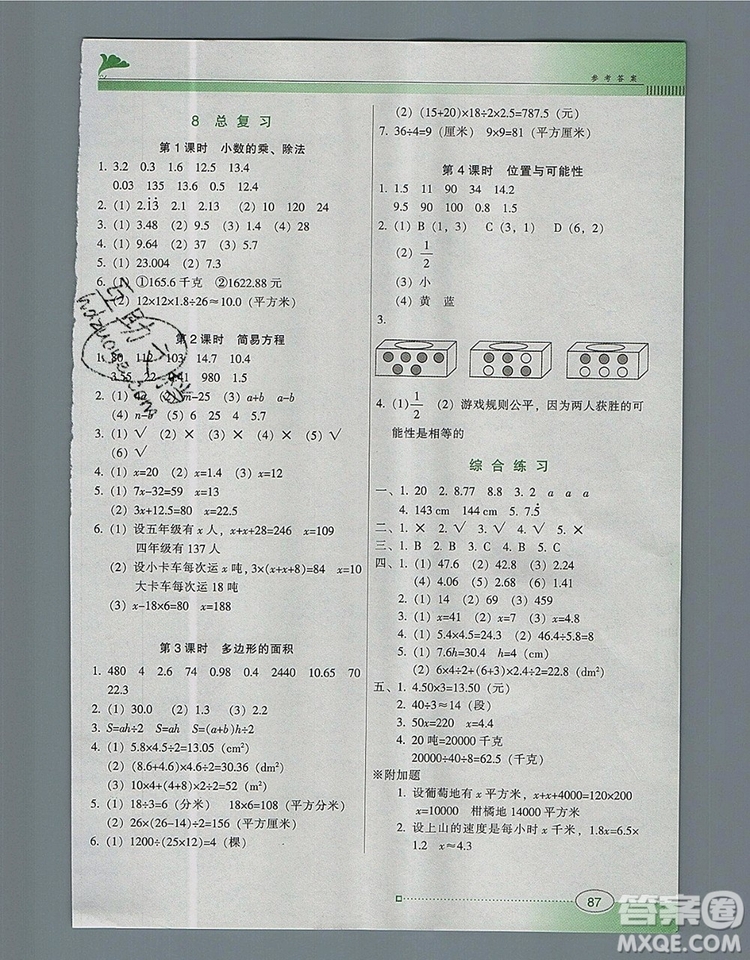 参考答案
8 总复习
第1课时 小数的乘、除法
1. 3.2 0.3 1.6 12.5 13.4
0.03 135 13.6 0.5 0.1
2. (1) 2.1̇3̇ 2.1 (2) 10 120 24
3. (1) 3.48 (2) 9.5 (3) 1.4 (4) 28
4. (1) 9.64 (2) 37 (3) 2.9
5. (1) 23.004 (2) 7.3
6. (1) ①165.6千克 ②1622.88元
(2) 12×12×1.8÷26≈10.0(平方米)
第2课时 简易方程
1. 80 112 103 14.7 10.4
3.55 22 0.41 980 1.5
2. (1) m-25 (3) a+b a-b
(4) n-b (5) 6 25 4 5.7
3. (1) √ (2) × (3) × (4) × (5) √
(6) √
4. (1) x=20 (2) x=12.4
5. (1) 7x-32=113 x=
(2) 3x+12.5=80 x=22.5
6. (1) 设五年级有x人,x+x+28=246 x=109
四年级有137人
(2) 设小卡车每次运x吨,3×(x+x+8)=84 x=10
大卡车每次运18吨
(3) x-18×6=80 x=188
第3课时 多边形的面积
1. 480 4 2.6 74 0.98 0.4 2440 10.65 70
22.3
2. (1) 30.0 (2) 1.3 (3) 2.2
3. S=ah÷2 S=ah S=(a+b)h÷2
4. (1) 5.8×4.5÷2=13.05(cm²)
(2) (8.6+4.6)×4.5÷2=29.7(dm²)
(3) 10×4+(4+8)×2÷2=52(cm²)
5. (1) 18÷3=6(分米) 18×6=108(平方分米)
(2) 26×(26-14)÷2=156(平方厘米)
6. (1) 1200÷(25×12)=4(棵)
(2) (15+20)×18÷2×2.5=787.5(元)
7. 36÷4=9(厘米) 9×9=81(平方厘米)
第4课时 位置与可能性
1. 1.5 11 90 34 14.2
9.5 90 100 0.8 1.5
2. (1) B(1,3) C(3,1) D(6,2)
(2) 1/2
(3) 小
(4) 黄 蓝
3.
4. (1) 1/2 (2) 游戏规则公平,因为两人获胜的可
能性是相等的
综合练习
一、1. 20 2. 8.77 8.8 3. 2 a a a
4. 143 cm 144 cm 5. 7.5̇
二、1. × 2. √ 3. √ 4. √ 5. ×
三、1. B 2. B 3. B 4. B
四、1. (1) 47.6 (2) 4.8 (3) 12.24
(4) 4.06 (5) 2.08 (6) 1.41
2. (1) 14 (2) 69 (3) 459
3. (1) x=41 (2) x=2 (3) x=34
4. (1) 5.4×4.5=24.3 (2) 46.4÷5.8=8
5. (1) 7.6h=30.4 h=4(cm)
(2) 6×4÷2+(6+12)×4÷2=48(dm²)
五、1. 4.50×3=13.50(元)
2. 40÷3≈14(段)
3. 50x=220 x=4.4
4. 20吨=20000千克
20000÷40÷8=62.5(千克)
※附加题
1. 设葡萄地有x平方米,x+x+4000=24000
x=10000 柑橘地14000平方米
2. 设上山的速度是每小时x千米,1.8x=6.5×
1.2 x≈4.3
87
答案圈
MXQE.COM